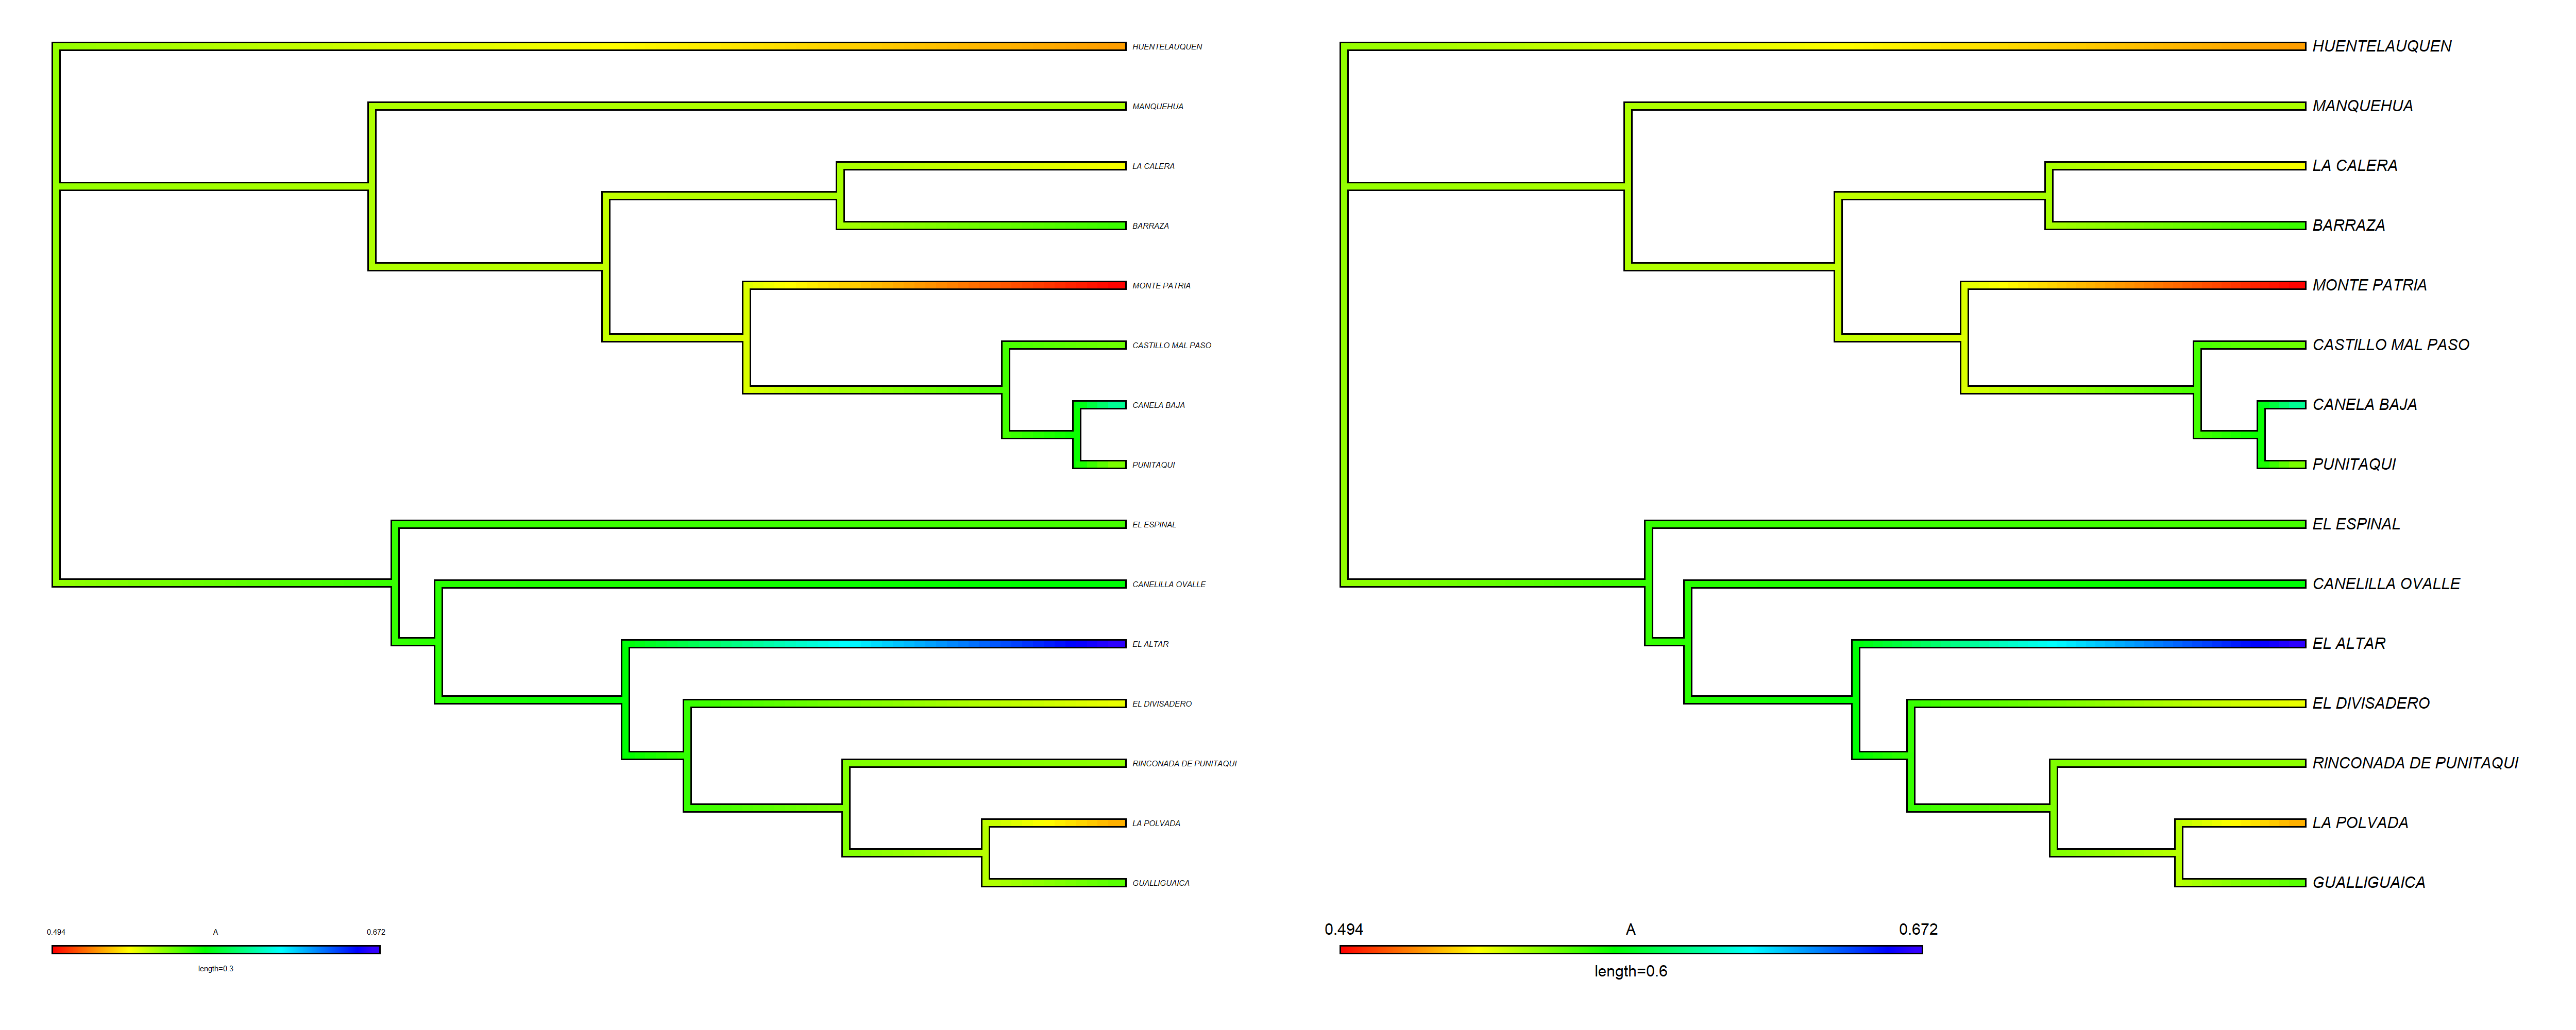 HUENTELAUQUEN
MANQUEHUA
LA CALERA
BARRAZA
MONTE PATRIA
CASTILLO MAL PASO
CANELA BAJA
PUNITAQUI
EL ESPINAL
CANELILLA OVALLE
EL ALTAR
EL DIVISADERO
RINCONADA DE PUNITAQUI
LA POLVADA
GUALLIGUAICA
0.494 A 0.672
length=0.3
HUENTELAUQUEN
MANQUEHUA
LA CALERA
BARRAZA
MONTE PATRIA
CASTILLO MAL PASO
CANELA BAJA
PUNITAQUI
EL ESPINAL
CANELILLA OVALLE
EL ALTAR
EL DIVISADERO
RINCONADA DE PUNITAQUI
LA POLVADA
GUALLIGUAICA
0.494 A 0.672
length=0.6